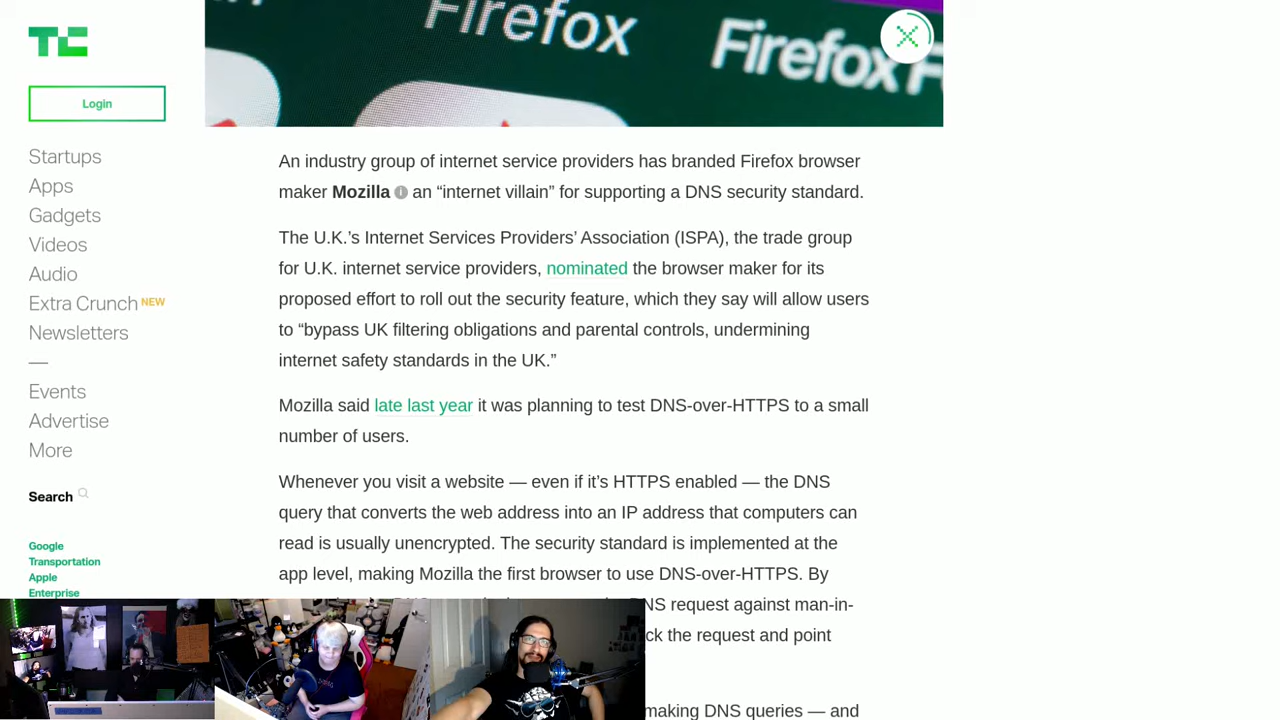 Firefox
Firefox F
TC
Login
Startups
Apps
Gadgets
Videos
Audio
Extra Crunch NEW
Newsletters
—
Events
Advertise
More
Search
Google
Transportation
Apple
Enterprise
An industry group of internet service providers has branded Firefox browser
maker Mozilla i an “internet villain” for supporting a DNS security standard.
The U.K.’s Internet Services Providers’ Association (ISPA), the trade group
for U.K. internet service providers, nominated the browser maker for its
proposed effort to roll out the security feature, which they say will allow users
to “bypass UK filtering obligations and parental controls, undermining
internet safety standards in the UK.”
Mozilla said late last year it was planning to test DNS-over-HTTPS to a small
number of users.
Whenever you visit a website — even if it’s HTTPS enabled — the DNS
query that converts the web address into an IP address that computers can
read is usually unencrypted. The security standard is implemented at the
app level, making Mozilla the first browser to use DNS-over-HTTPS. By
DNS request against man-in-
ck the request and point
making DNS queries — and